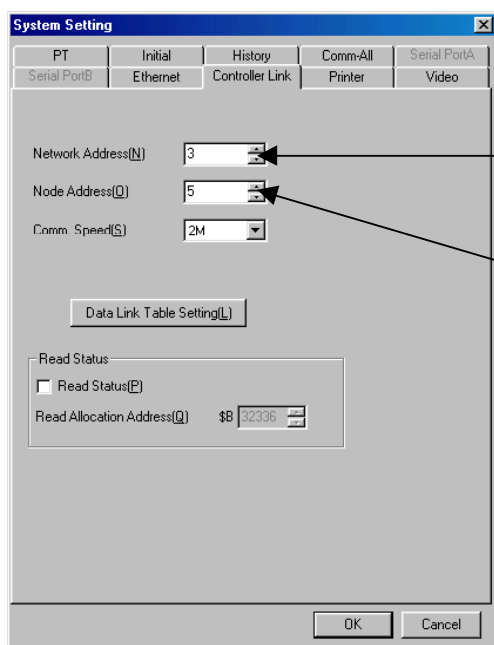 System Setting
PT Initial History Comm-All Serial PortA
Serial PortB Ethernet Controller Link Printer Video
Network Address(N) 3
Node Address(O) 5
Comm. Speed(S) 2M
Data Link Table Setting(L)
Read Status
Read Status(P)
Read Allocation Address(Q) $B 32336
OK Cancel